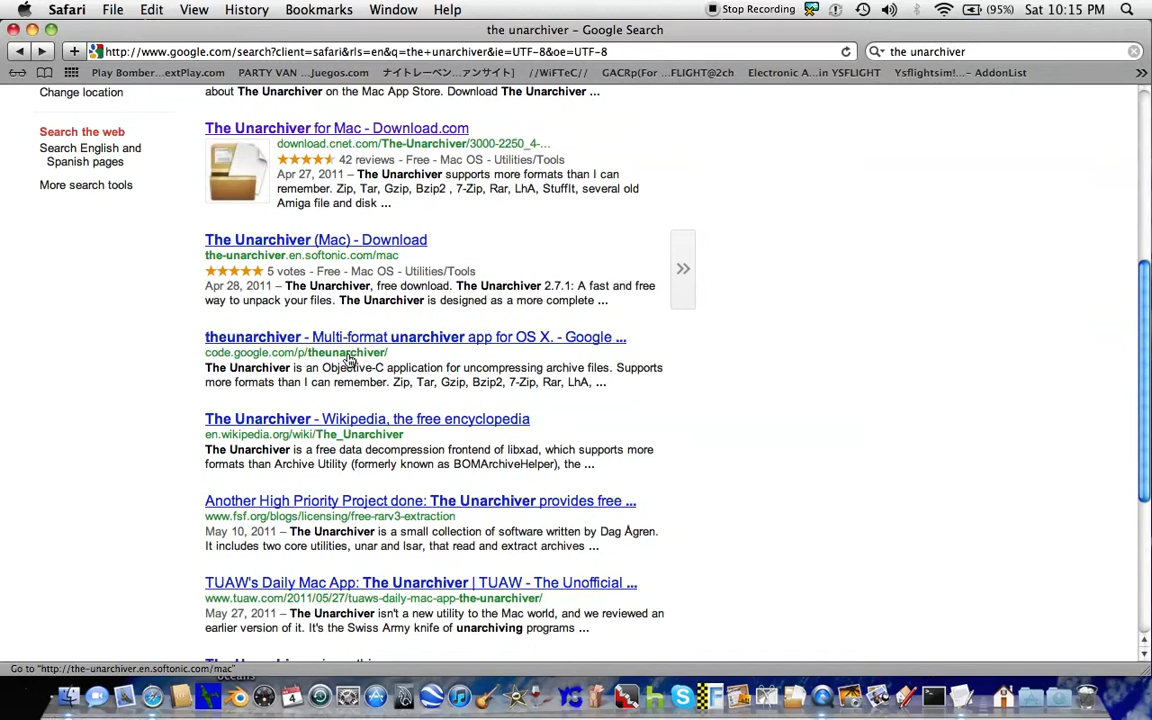 Safari File Edit View History Bookmarks Window Help Stop Recording (95%) Sat 10:15 PM
the unarchiver - Google Search
http://www.google.com/search?client=safari&rls=en&q=the+unarchiver&ie=UTF-8&oe=UTF-8 the unarchiver
Play Bomber...extPlay.com PARTY VAN ...Juegos.com ナイトレーベン...ァンサイト] //WiFTeC// GACRp(For ...FLIGHT@2ch Electronic A...in YSFLIGHT Ysflightsim!... - AddonList
Change location
Search the web
Search English and
Spanish pages
More search tools
about The Unarchiver on the Mac App Store. Download The Unarchiver ...
The Unarchiver for Mac - Download.com
download.cnet.com/The-Unarchiver/3000-2250_4-...
42 reviews - Free - Mac OS - Utilities/Tools
Apr 27, 2011 – The Unarchiver supports more formats than I can
remember. Zip, Tar, Gzip, Bzip2 , 7-Zip, Rar, LhA, StuffIt, several old
Amiga file and disk ...
The Unarchiver (Mac) - Download
the-unarchiver.en.softonic.com/mac
5 votes - Free - Mac OS - Utilities/Tools
Apr 28, 2011 – The Unarchiver, free download. The Unarchiver 2.7.1: A fast and free
way to unpack your files. The Unarchiver is designed as a more complete ...
theunarchiver - Multi-format unarchiver app for OS X. - Google ...
code.google.com/p/theunarchiver/
The Unarchiver is an Objective-C application for uncompressing archive files. Supports
more formats than I can remember. Zip, Tar, Gzip, Bzip2, 7-Zip, Rar, LhA, ...
The Unarchiver - Wikipedia, the free encyclopedia
en.wikipedia.org/wiki/The_Unarchiver
The Unarchiver is a free data decompression frontend of libxad, which supports more
formats than Archive Utility (formerly known as BOMArchiveHelper), the ...
Another High Priority Project done: The Unarchiver provides free ...
www.fsf.org/blogs/licensing/free-rarv3-extraction
May 10, 2011 – The Unarchiver is a small collection of software written by Dag Ågren.
It includes two core utilities, unar and lsar, that read and extract archives ...
TUAW's Daily Mac App: The Unarchiver | TUAW - The Unofficial ...
www.tuaw.com/2011/05/27/tuaws-daily-mac-app-the-unarchiver/
May 27, 2011 – The Unarchiver isn't a new utility to the Mac world, and we reviewed an
earlier version of it. It's the Swiss Army knife of unarchiving programs ...
Go to "http://the-unarchiver.en.softonic.com/mac"